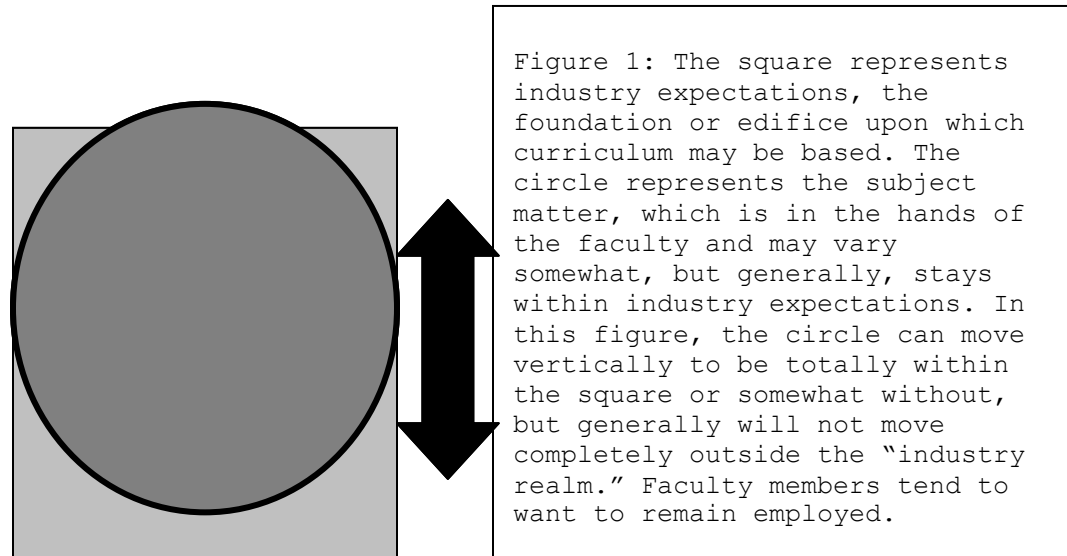 Figure 1: The square represents
industry expectations, the
foundation or edifice upon which
curriculum may be based. The
circle represents the subject
matter, which is in the hands of
the faculty and may vary
somewhat, but generally, stays
within industry expectations. In
this figure, the circle can move
vertically to be totally within
the square or somewhat without,
but generally will not move
completely outside the “industry
realm.” Faculty members tend to
want to remain employed.